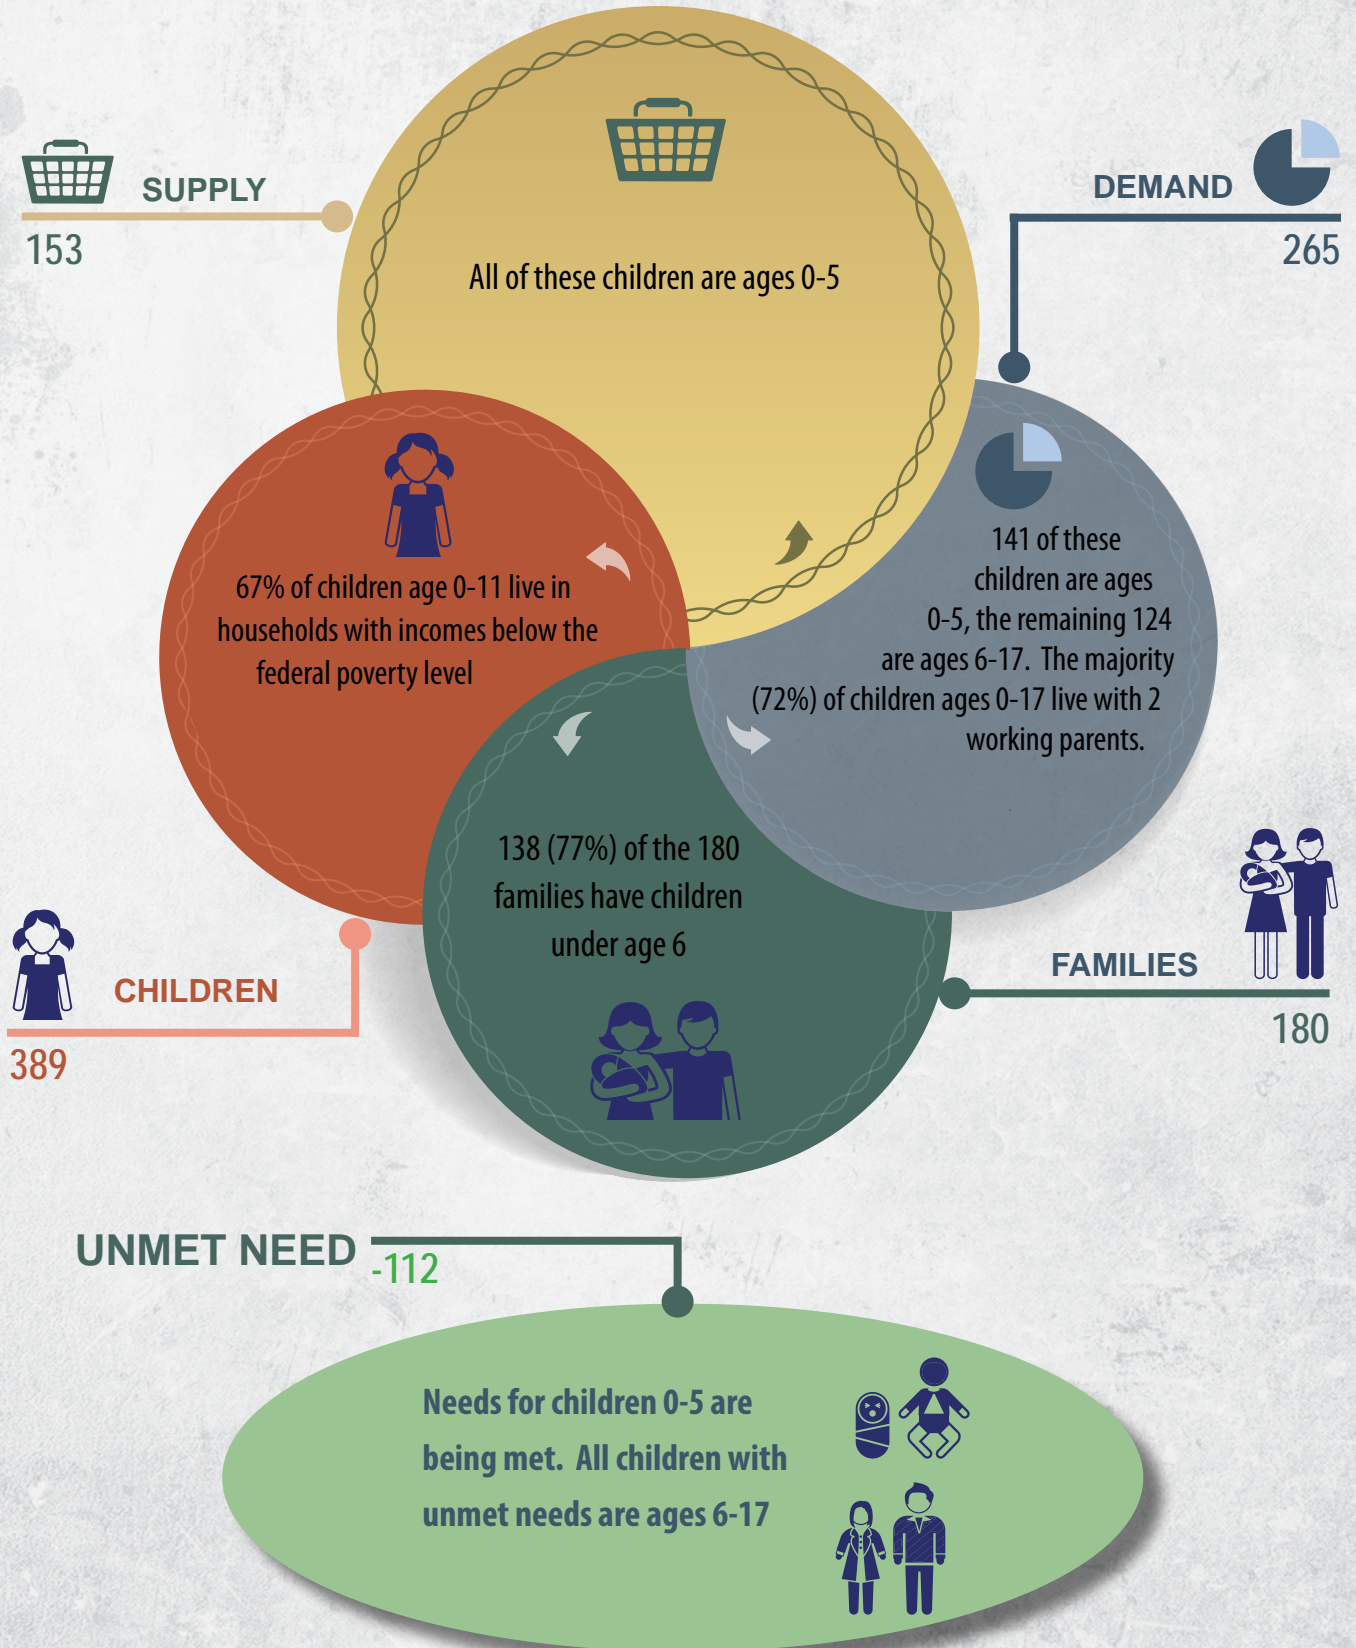 SUPPLY
153
DEMAND
265
All of these children are ages 0-5
67% of children age 0-11 live in
households with incomes below the
federal poverty level
141 of these
children are ages
0-5, the remaining 124
are ages 6-17.  The majority
(72%) of children ages 0-17 live with 2
working parents.
138 (77%) of the 180
families have children
under age 6
CHILDREN
389
FAMILIES
180
UNMET NEED
-112
Needs for children 0-5 are
being met.  All children with
unmet needs are ages 6-17